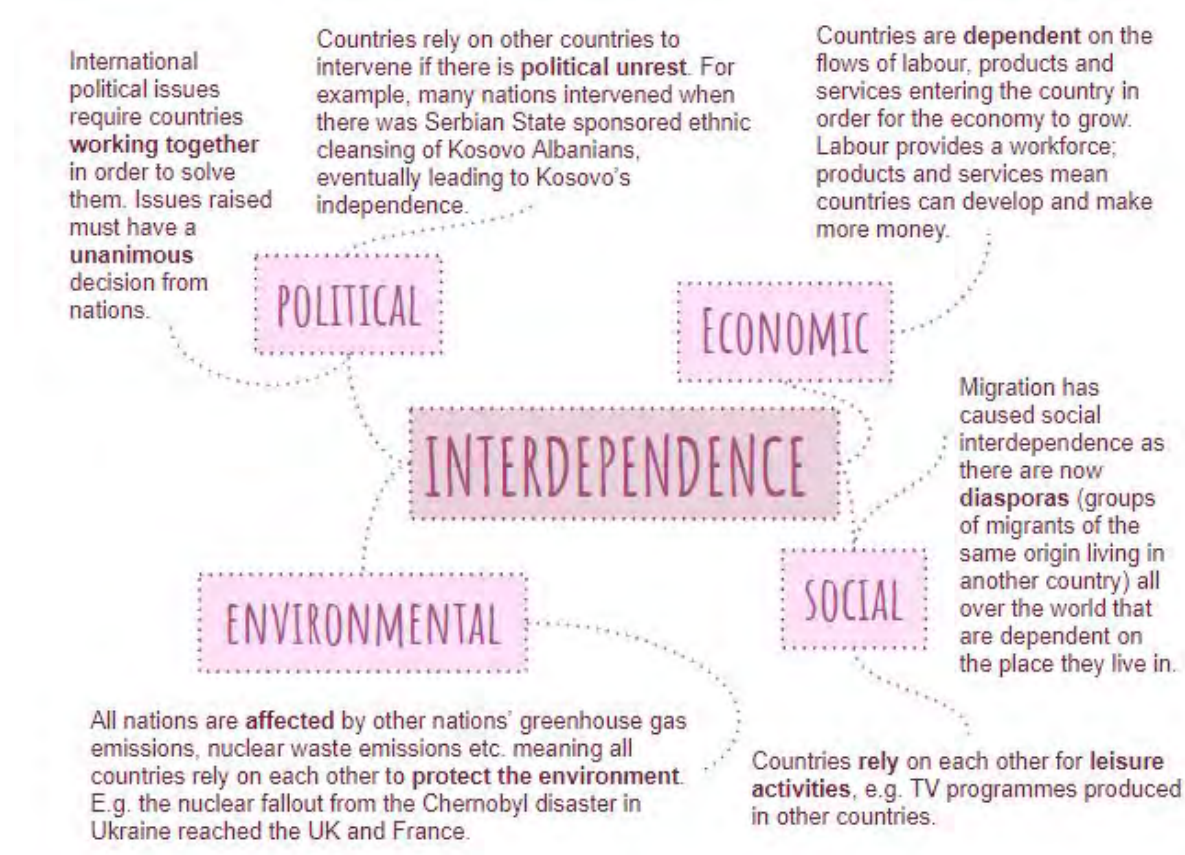 International
political issues
require countries
working together
in order to solve
them. Issues raised
must have a
unanimous
decision from
nations.
Countries rely on other countries to
intervene if there is political unrest. For
example, many nations intervened when
there was Serbian State sponsored ethnic
cleansing of Kosovo Albanians,
eventually leading to Kosovo's
independence.
Countries are dependent on the
flows of labour, products and
services entering the country in
order for the economy to grow.
Labour provides a workforce;
products and services mean
countries can develop and make
more money.
POLITICAL
ECONOMIC
INTERDEPENDENCE
Migration has
caused social
interdependence as
there are now
diasporas (groups
of migrants of the
same origin living in
another country) all
over the world that
are dependent on
the place they live in.
ENVIRONMENTAL
SOCIAL
All nations are affected by other nations' greenhouse gas
emissions, nuclear waste emissions etc. meaning all
countries rely on each other to protect the environment.
E.g. the nuclear fallout from the Chernobyl disaster in
Ukraine reached the UK and France.
Countries rely on each other for leisure
activities, e.g. TV programmes produced
in other countries.